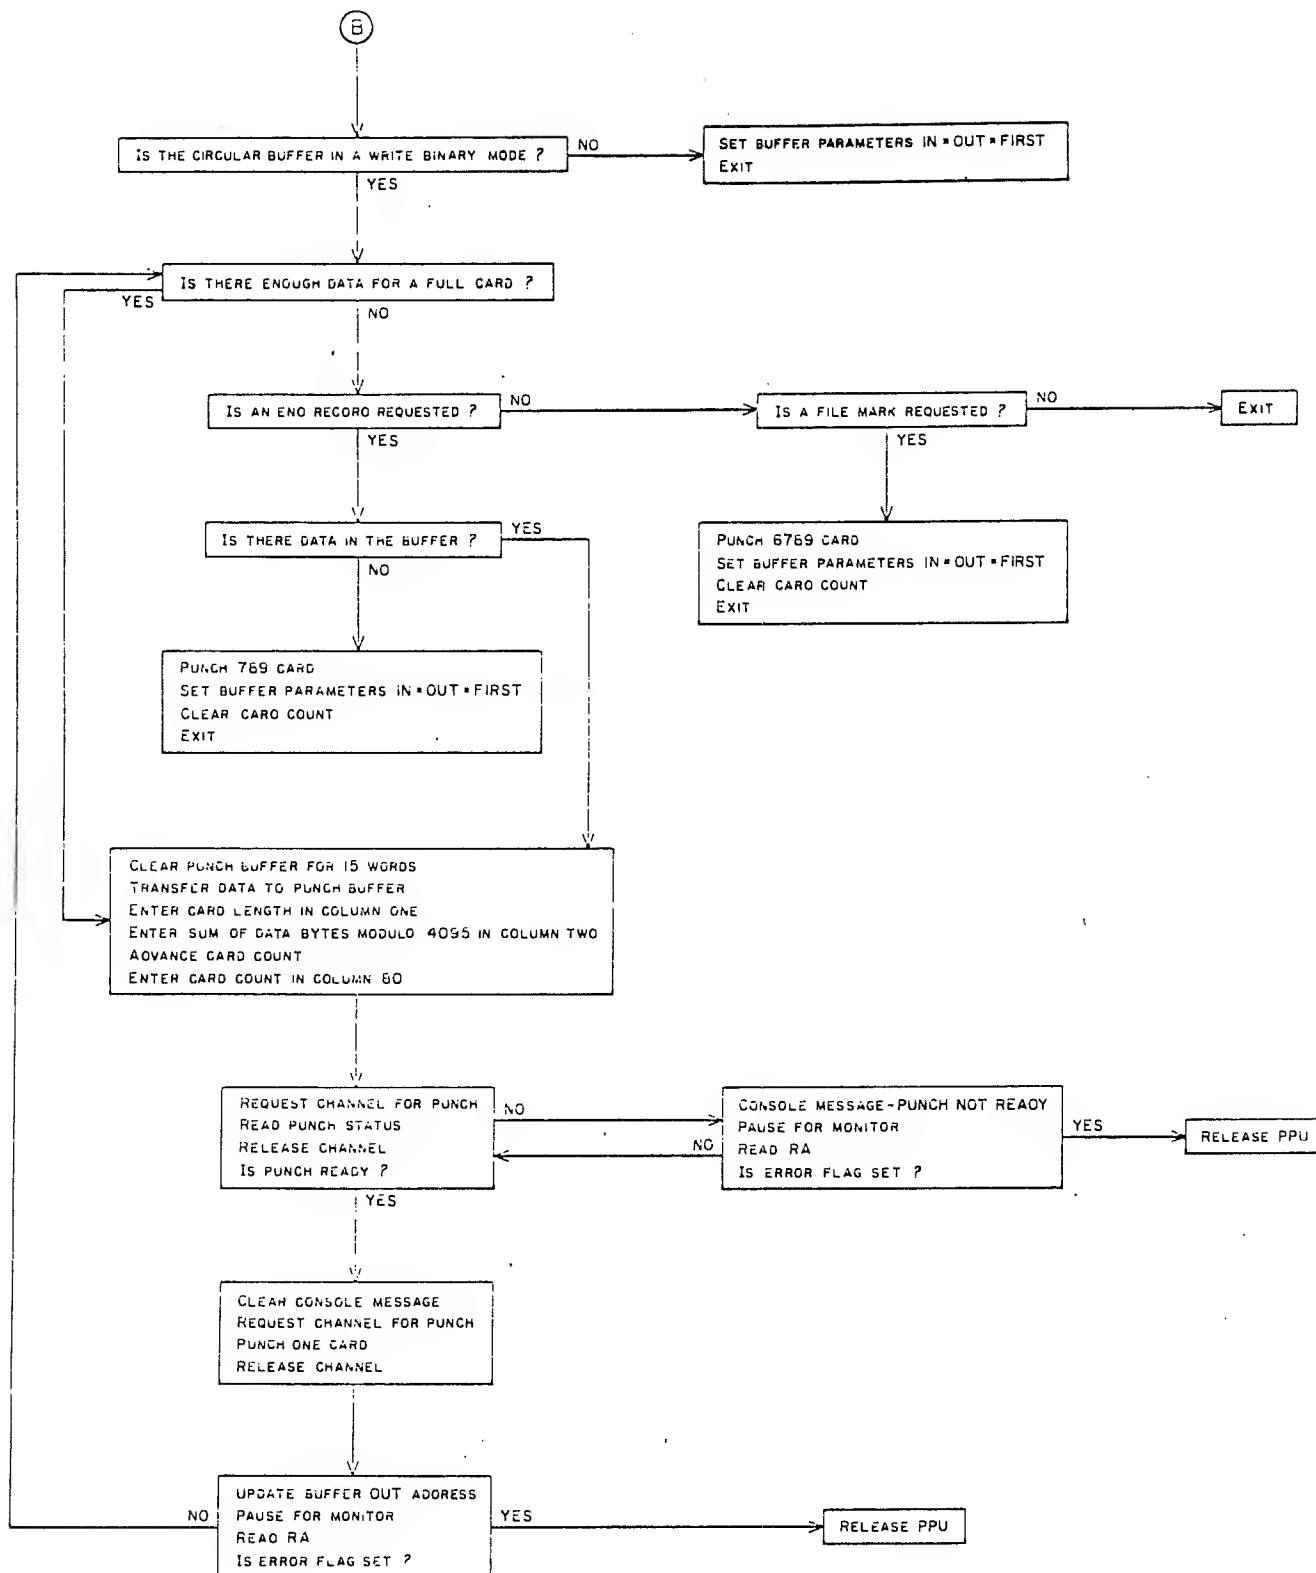 B
IS THE CIRCULAR BUFFER IN A WRITE BINARY MODE ?
NO
SET BUFFER PARAMETERS IN = OUT = FIRST
EXIT
YES
IS THERE ENOUGH DATA FOR A FULL CARD ?
YES
NO
IS AN END RECORD REQUESTED ?
NO
IS A FILE MARK REQUESTED ?
NO
EXIT
YES
YES
IS THERE DATA IN THE BUFFER ?
YES
NO
PUNCH 6789 CARD
SET BUFFER PARAMETERS IN = OUT = FIRST
CLEAR CARD COUNT
EXIT
PUNCH 789 CARD
SET BUFFER PARAMETERS IN = OUT = FIRST
CLEAR CARD COUNT
EXIT
CLEAR PUNCH BUFFER FOR 15 WORDS
TRANSFER DATA TO PUNCH BUFFER
ENTER CARD LENGTH IN COLUMN ONE
ENTER SUM OF DATA BYTES MODULO 4095 IN COLUMN TWO
ADVANCE CARD COUNT
ENTER CARD COUNT IN COLUMN 80
REQUEST CHANNEL FOR PUNCH
READ PUNCH STATUS
RELEASE CHANNEL
IS PUNCH READY ?
NO
NO
CONSOLE MESSAGE - PUNCH NOT READY
PAUSE FOR MONITOR
READ RA
IS ERROR FLAG SET ?
YES
RELEASE PPU
YES
CLEAR CONSOLE MESSAGE
REQUEST CHANNEL FOR PUNCH
PUNCH ONE CARD
RELEASE CHANNEL
NO
UPDATE BUFFER OUT ADDRESS
PAUSE FOR MONITOR
READ RA
IS ERROR FLAG SET ?
YES
RELEASE PPU